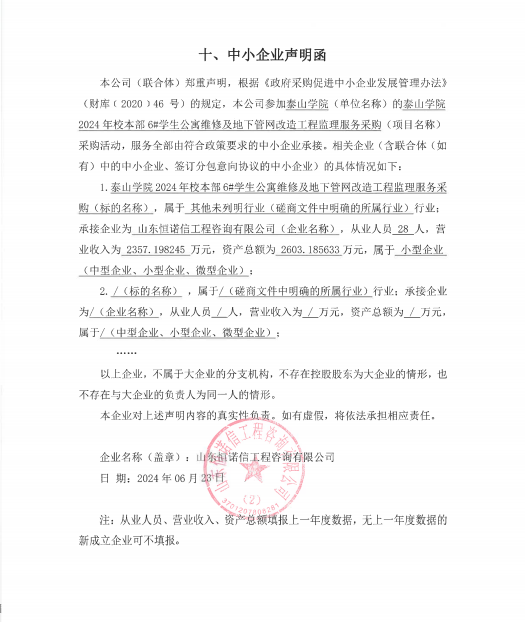 十、中小企业声明函
本公司（联合体）郑重声明，根据《政府采购促进中小企业发展管理办法》
（财库﹝2020﹞46 号）的规定，本公司参加泰山学院（单位名称）的泰山学院
2024 年校本部 6#学生公寓维修及地下管网改造工程监理服务采购（项目名称）
采购活动，服务全部由符合政策要求的中小企业承接。相关企业（含联合体（如
有）中的中小企业、签订分包意向协议的中小企业）的具体情况如下：
1.泰山学院 2024 年校本部 6#学生公寓维修及地下管网改造工程监理服务采
购（标的名称），属于 其他未列明行业（磋商文件中明确的所属行业）行业；
承接企业为 山东恒诺信工程咨询有限公司（企业名称），从业人员 28 人，营
业收入为 2357.198245 万元，资产总额为 2603.185633 万元，属于 小型企业
（中型企业、小型企业、微型企业）；
2. /（标的名称） ，属于/（磋商文件中明确的所属行业）行业；承接企业
为/（企业名称），从业人员 / 人，营业收入为 / 万元，资产总额为 / 万元，
属于/（中型企业、小型企业、微型企业）；
……
以上企业，不属于大企业的分支机构，不存在控股股东为大企业的情形，也
不存在与大企业的负责人为同一人的情形。
本企业对上述声明内容的真实性负责。如有虚假，将依法承担相应责任。
山东恒诺信工程咨询有限公司
企业名称（盖章）：山东恒诺信工程咨询有限公司
日 期：2024 年 06 月 23 日
（2）
注：从业人员、营业收入、资产总额填报上一年度数据，无上一年度数据的
新成立企业可不填报。